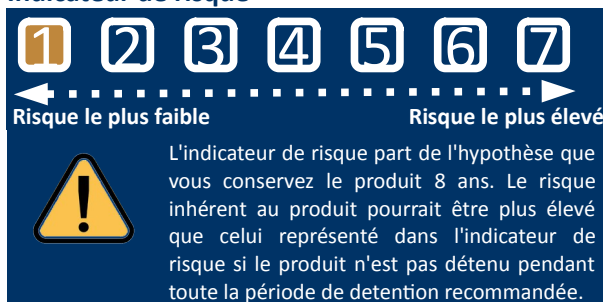 Indicateur de Risque
1 2 3 4 5 6 7
Risque le plus faible Risque le plus élevé
L'indicateur de risque part de l'hypothèse que
vous conservez le produit 8 ans. Le risque
inhérent au produit pourrait être plus élevé
que celui représenté dans l'indicateur de
risque si le produit n'est pas détenu pendant
toute la période de detention recommandée.